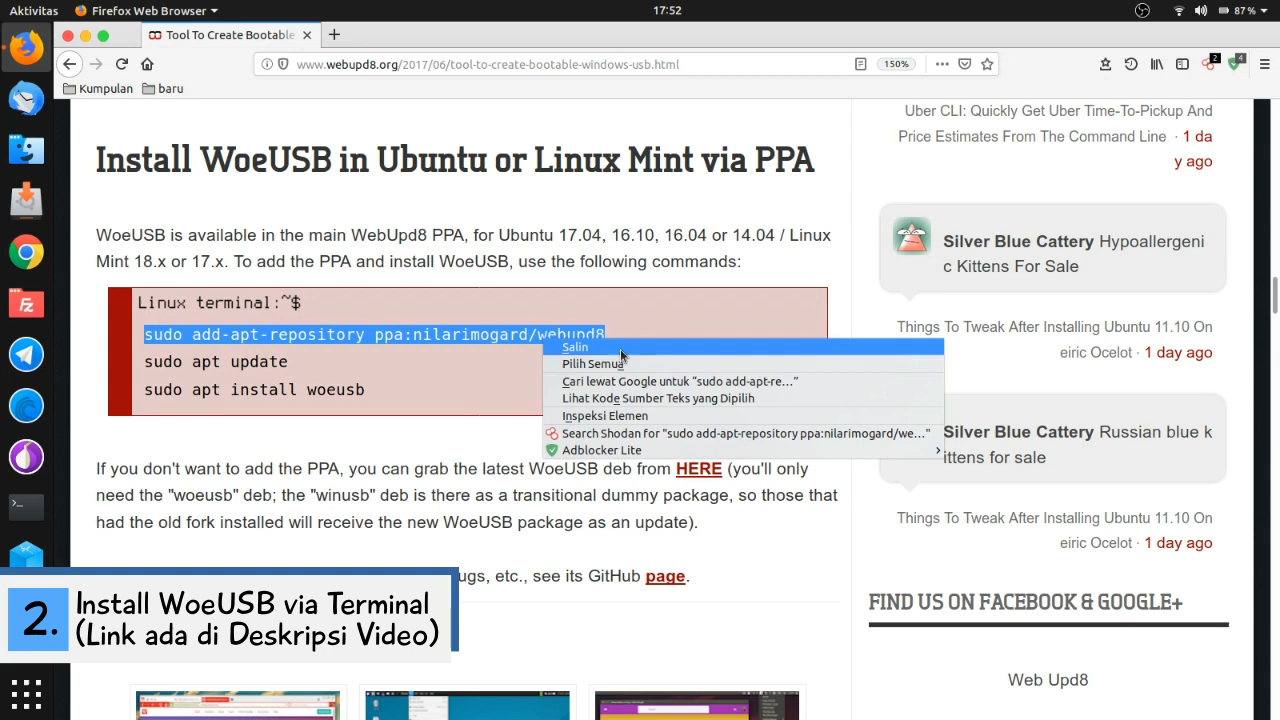 Aktivitas
Firefox Web Browser
17:52
87 %
Tool To Create Bootable
www.webupd8.org/2017/06/tool-to-create-bootable-windows-usb.html
150%
2
4
Kumpulan
baru
Install WoeUSB in Ubuntu or Linux Mint via PPA
WoeUSB is available in the main WebUpd8 PPA, for Ubuntu 17.04, 16.10, 16.04 or 14.04 / Linux
Mint 18.x or 17.x. To add the PPA and install WoeUSB, use the following commands:
Linux terminal:~$
sudo add-apt-repository ppa:nilarimogard/webupd8
sudo apt update
sudo apt install woeusb
Salin
Pilih Semua
Cari lewat Google untuk "sudo add-apt-re…"
Lihat Kode Sumber Teks yang Dipilih
Inspeksi Elemen
Search Shodan for "sudo add-apt-repository ppa:nilarimogard/we…"
Adblocker Lite
If you don't want to add the PPA, you can grab the latest WoeUSB deb from HERE (you'll only
need the "woeusb" deb; the "winusb" deb is there as a transitional dummy package, so those that
had the old fork installed will receive the new WoeUSB package as an update).
ugs, etc., see its GitHub page.
2.
Install WoeUSB via Terminal
(Link ada di Deskripsi Video)
Uber CLI: Quickly Get Uber Time-To-Pickup And
Price Estimates From The Command Line · 1 da
y ago
Silver Blue Cattery Hypoallergeni
c Kittens For Sale
Things To Tweak After Installing Ubuntu 11.10 On
eiric Ocelot · 1 day ago
Silver Blue Cattery Russian blue k
ittens for sale
Things To Tweak After Installing Ubuntu 11.10 On
eiric Ocelot · 1 day ago
FIND US ON FACEBOOK & GOOGLE+
Web Upd8